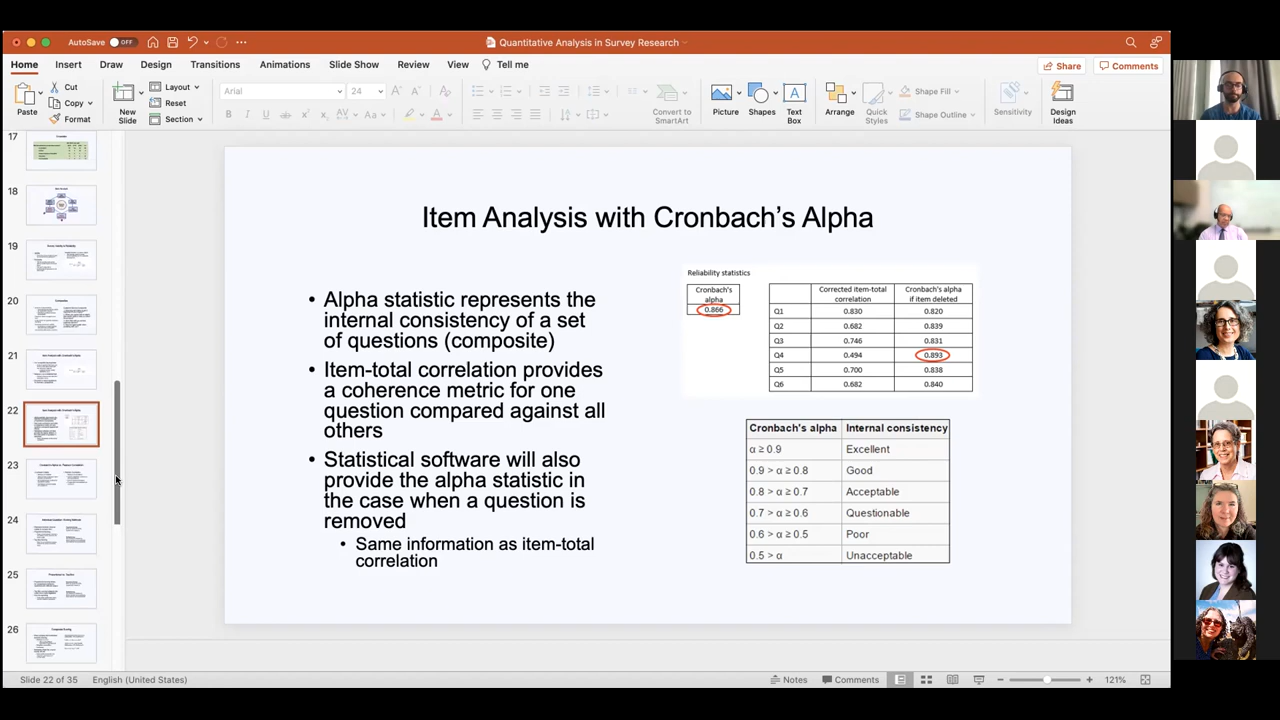 AutoSave OFF
Quantitative Analysis in Survey Research
Home Insert Draw Design Transitions Animations Slide Show Review View Tell me Share Comments
Paste Cut Copy Format New Slide Layout Reset Section Arial 24 Convert to SmartArt Picture Shapes Text Box Arrange Quick Styles Shape Fill Shape Outline Sensitivity Design Ideas
17
18
19
20
21
22
23
24
25
26
Item Analysis with Cronbach's Alpha
• Alpha statistic represents the
internal consistency of a set
of questions (composite)
• Item-total correlation provides
a coherence metric for one
question compared against all
others
• Statistical software will also
provide the alpha statistic in
the case when a question is
removed
• Same information as item-total
correlation
Reliability statistics
Cronbach's
alpha
0.866
Corrected item-total correlation Cronbach's alpha if item deleted
Q1 0.830 0.820
Q2 0.682 0.839
Q3 0.746 0.831
Q4 0.494 0.893
Q5 0.700 0.838
Q6 0.682 0.840
Cronbach's alpha Internal consistency
α ≥ 0.9 Excellent
0.9 > α ≥ 0.8 Good
0.8 > α ≥ 0.7 Acceptable
0.7 > α ≥ 0.6 Questionable
0.6 > α ≥ 0.5 Poor
0.5 > α Unacceptable
Slide 22 of 35 English (United States) Notes Comments 121%